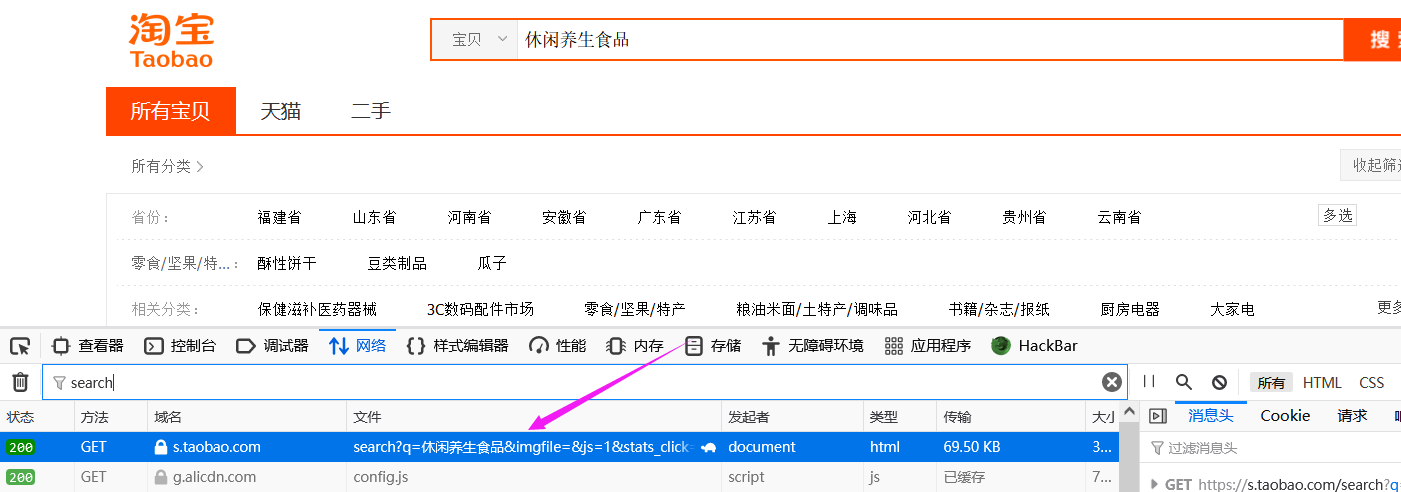 淘宝
Taobao
宝贝 休闲养生食品 搜
所有宝贝 天猫 二手
所有分类 > 收起筛
省份： 福建省 山东省 河南省 安徽省 广东省 江苏省 上海 河北省 贵州省 云南省 多选
零食/坚果/特...： 酥性饼干 豆类制品 瓜子
相关分类： 保健滋补医药器械 3C数码配件市场 零食/坚果/特产 粮油米面/土特产/调味品 书籍/杂志/报纸 厨房电器 大家电 更多
查看器 控制台 调试器 网络 {} 样式编辑器 性能 内存 存储 无障碍环境 应用程序 HackBar
search 所有 HTML CSS
状态 方法 域名 文件 发起者 类型 传输 大小 消息头 Cookie 请求
200 GET s.taobao.com search?q=休闲养生食品&imgfile=&js=1&stats_click= document html 69.50 KB 3... 过滤消息头
200 GET g.alicdn.com config.js script js 已缓存 7... GET https://s.taobao.com/search?q=